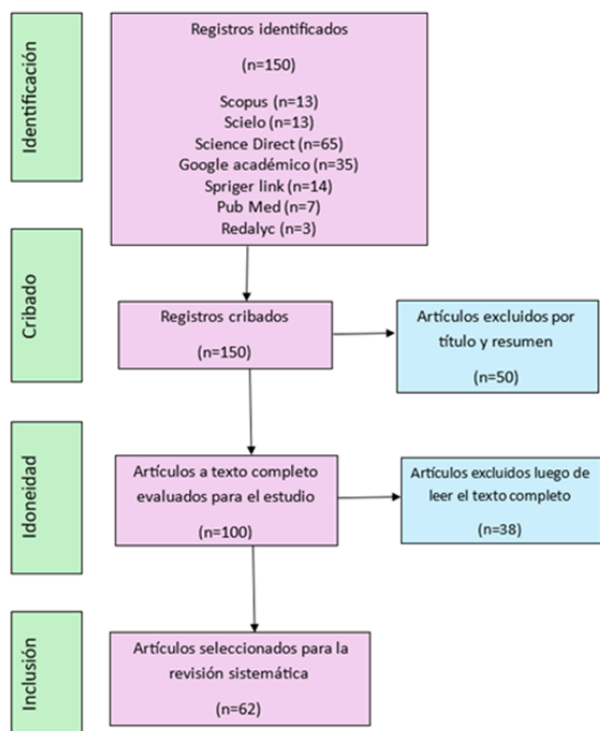 Identificación
Registros identificados
(n=150)
Scopus (n=13)
Scielo (n=13)
Science Direct (n=65)
Google académico (n=35)
Spriger link (n=14)
Pub Med (n=7)
Redalyc (n=3)
Cribado
Registros cribados
(n=150)
Artículos excluidos por
título y resumen
(n=50)
Idoneidad
Artículos a texto completo
evaluados para el estudio
(n=100)
Artículos excluidos luego de
leer el texto completo
(n=38)
Inclusión
Artículos seleccionados para la
revisión sistemática
(n=62)